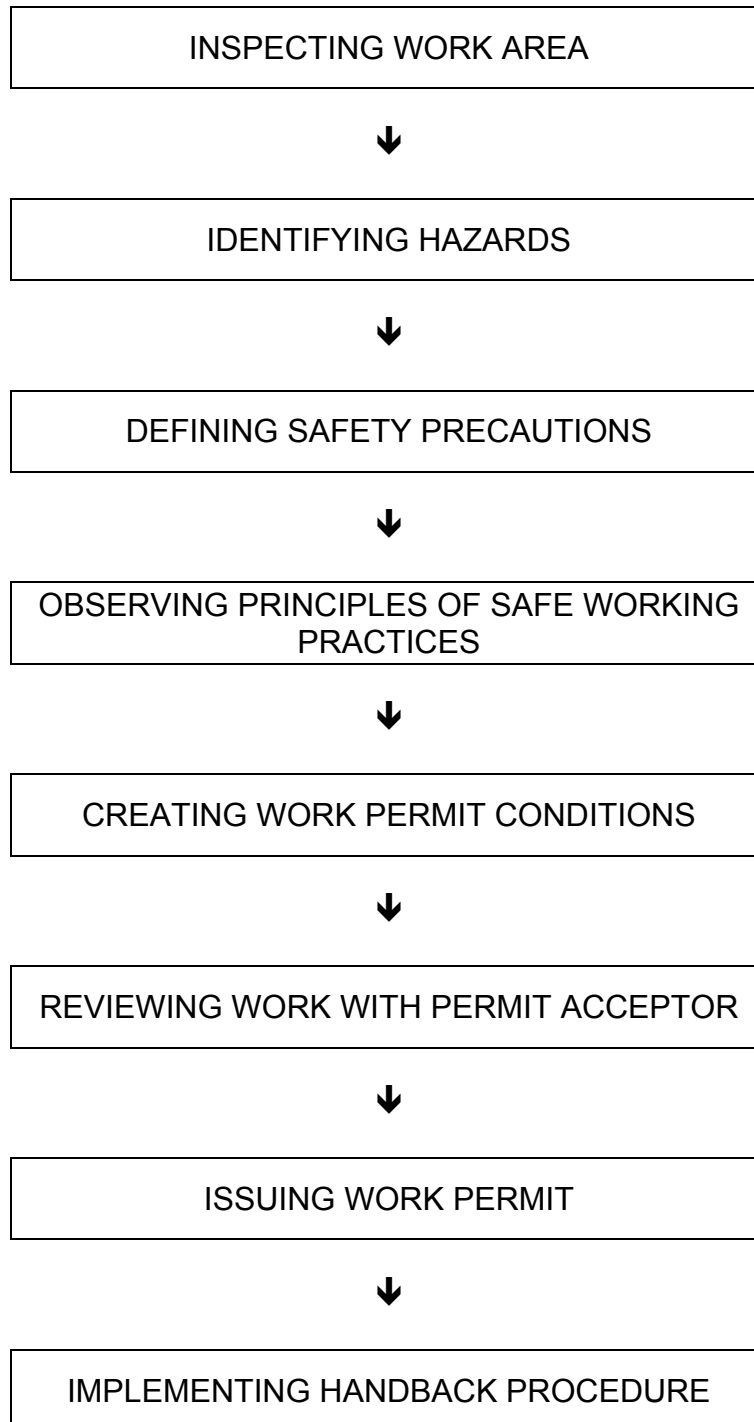 INSPECTING WORK AREA
IDENTIFYING HAZARDS
DEFINING SAFETY PRECAUTIONS
OBSERVING PRINCIPLES OF SAFE WORKING
PRACTICES
CREATING WORK PERMIT CONDITIONS
REVIEWING WORK WITH PERMIT ACCEPTOR
ISSUING WORK PERMIT
IMPLEMENTING HANDBACK PROCEDURE